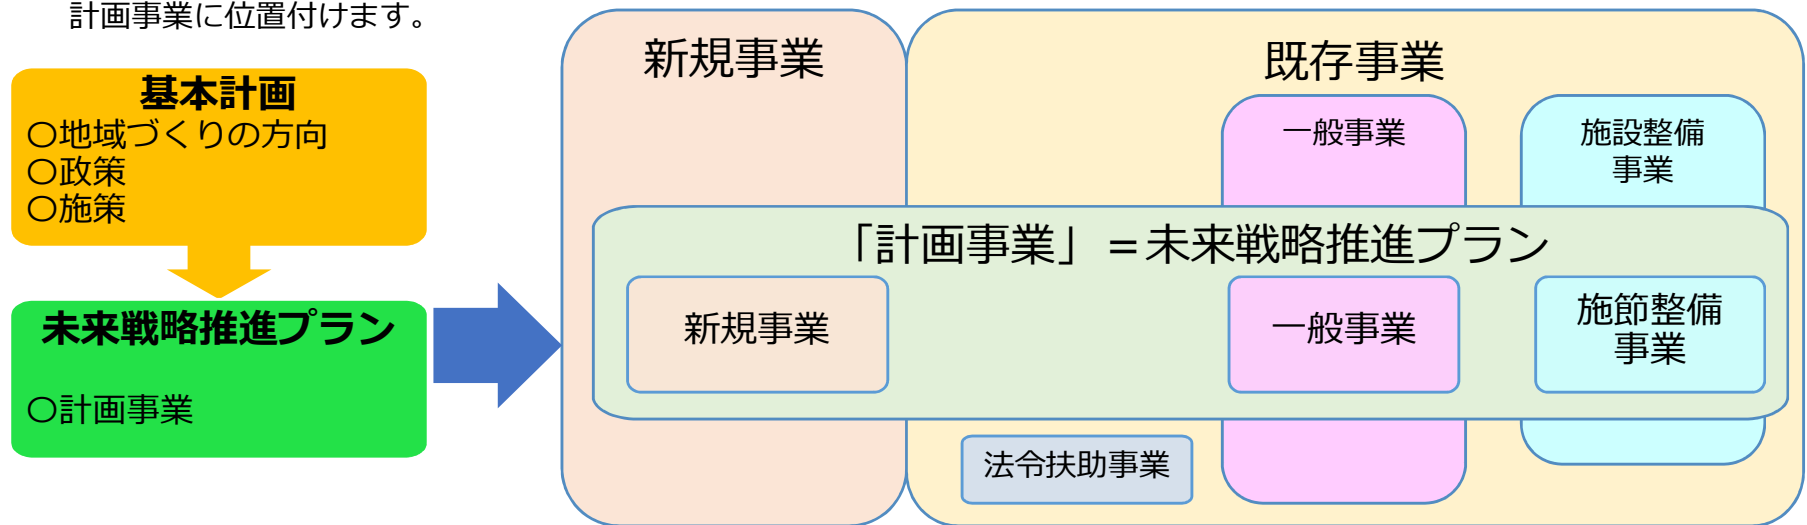 計画事業に位置付けます。
基本計画
〇地域づくりの方向
〇政策
〇施策
未来戦略推進プラン
〇計画事業
新規事業
既存事業
一般事業
施設整備
事業
「計画事業」＝未来戦略推進プラン
新規事業
一般事業
施節整備
事業
法令扶助事業